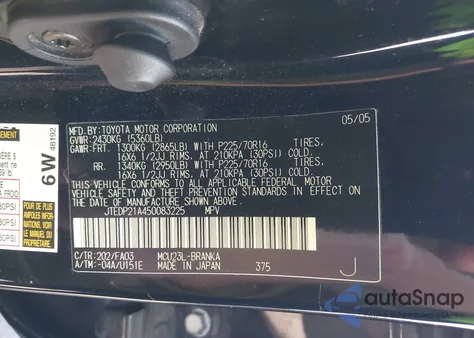 MFD. BY: TOYOTA MOTOR CORPORATION 05/05
GVWR: 2430KG (5360LB)
GAWR: FRT. 1300KG (2865LB) WITH P225/70R16 TIRES.
16X6 1/2JJ RIMS, AT 210KPA (30PSI) COLD.
RR. 1340KG (2950LB) WITH P225/70R16 TIRES.
16X6 1/2JJ RIMS, AT 210KPA (30PSI) COLD.
THIS VEHICLE CONFORMS TO ALL APPLICABLE FEDERAL MOTOR
VEHICLE SAFETY AND THEFT PREVENTION STANDARDS IN EFFECT ON
THE DATE OF MANUFACTURE SHOWN ABOVE.
JTEDP21A450083225 MPV
C/TR: 202/FA03 MCU23L-BRANKA
A/TM: -04A/U151E MADE IN JAPAN 375 J
6W
48192
autoSnap